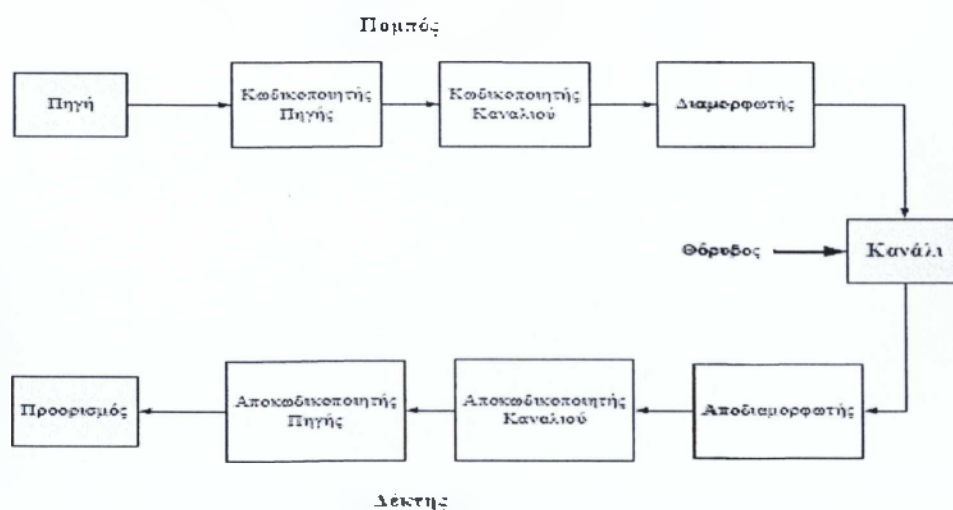 Πομπός
Πηγή
Κωδικοποιητής
Πηγής
Κωδικοποιητής
Καναλιού
Διαμορφωτής
Θόρυβος
Κανάλι
Προορισμός
Αποκωδικοποιητής
Πηγής
Αποκωδικοποιητής
Καναλιού
Αποδιαμορφωτής
Δέκτης